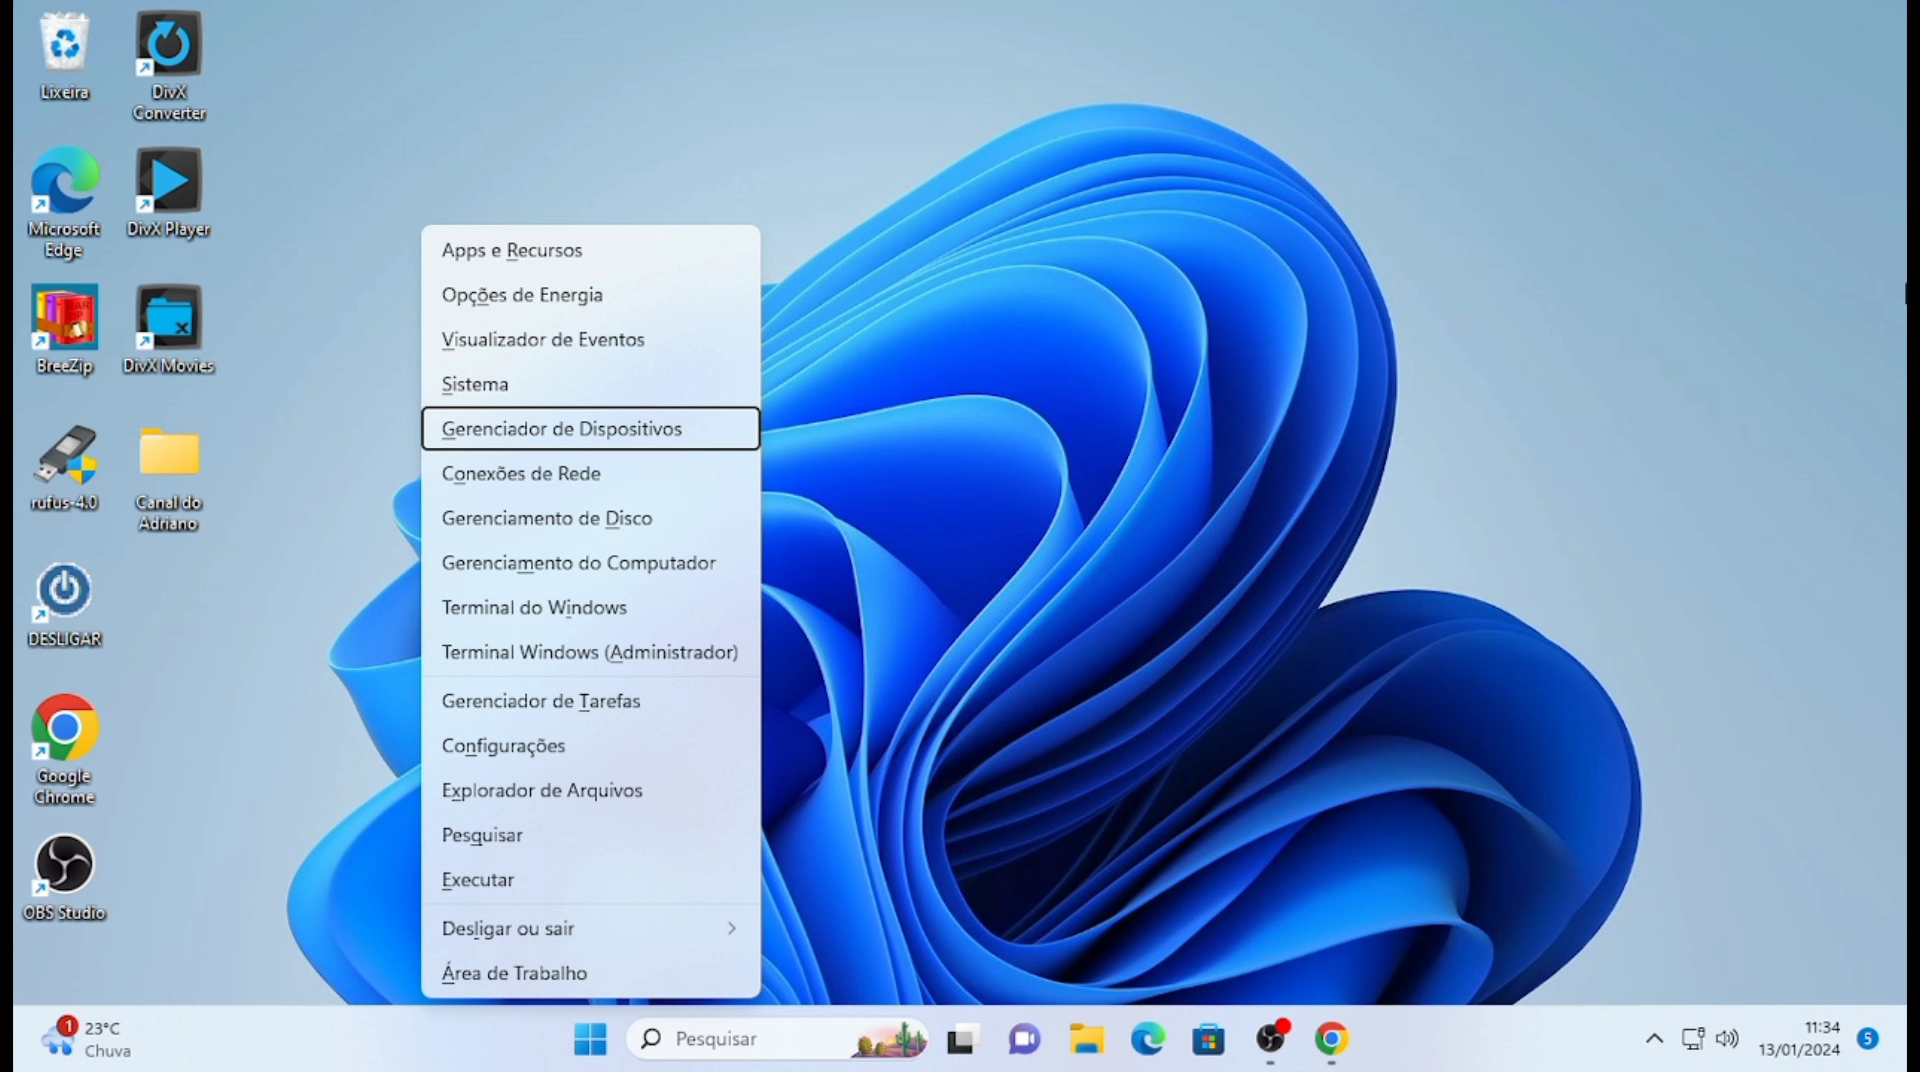 Lixeira
DivX
Converter
Microsoft
Edge
DivX Player
BreeZip
DivX Movies
rufus-4.0
Canal do
Adriano
DESLIGAR
Google
Chrome
OBS Studio
Apps e Recursos
Opções de Energia
Visualizador de Eventos
Sistema
Gerenciador de Dispositivos
Conexões de Rede
Gerenciamento de Disco
Gerenciamento do Computador
Terminal do Windows
Terminal Windows (Administrador)
Gerenciador de Tarefas
Configurações
Explorador de Arquivos
Pesquisar
Executar
Desligar ou sair
Área de Trabalho
1
23°C
Chuva
Pesquisar
11:34
13/01/2024
5